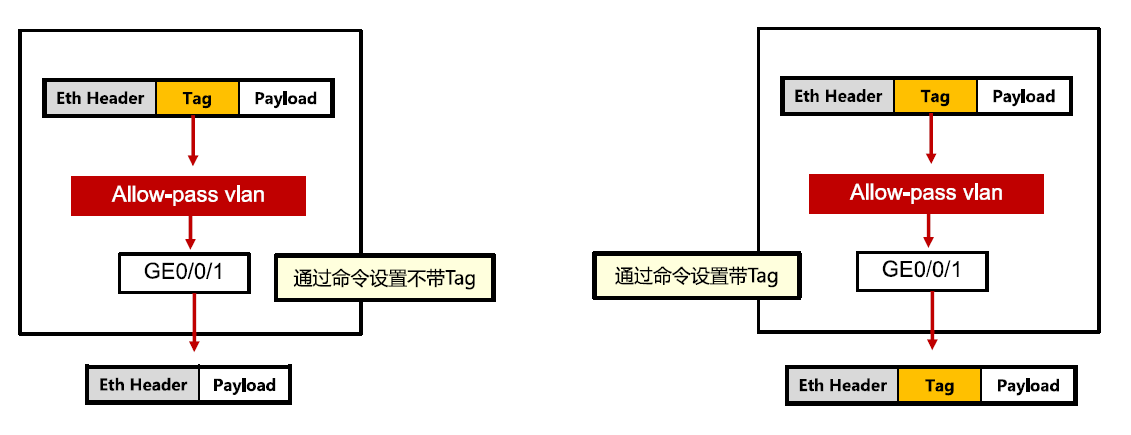 Eth Header Tag Payload
Allow-pass vlan
GE0/0/1
通过命令设置不带Tag
Eth Header Payload
Eth Header Tag Payload
Allow-pass vlan
通过命令设置带Tag
GE0/0/1
Eth Header Tag Payload